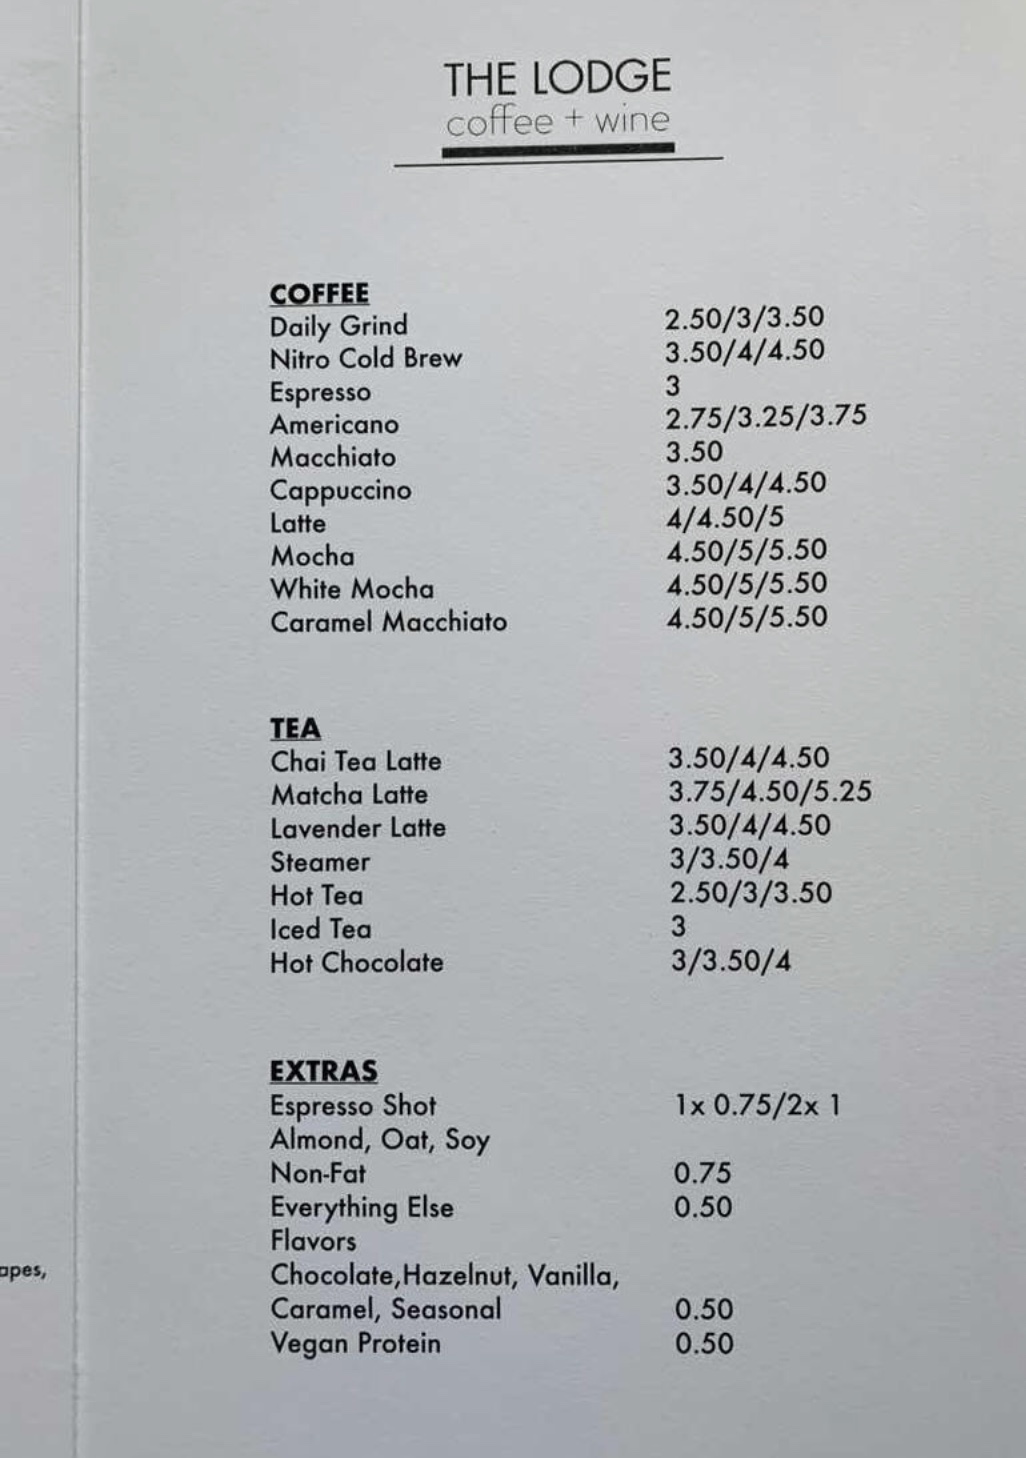 THE LODGE
coffee + wine
COFFEE
Daily Grind 2.50/3/3.50
Nitro Cold Brew 3.50/4/4.50
Espresso 3
Americano 2.75/3.25/3.75
Macchiato 3.50
Cappuccino 3.50/4/4.50
Latte 4/4.50/5
Mocha 4.50/5/5.50
White Mocha 4.50/5/5.50
Caramel Macchiato 4.50/5/5.50
TEA
Chai Tea Latte 3.50/4/4.50
Matcha Latte 3.75/4.50/5.25
Lavender Latte 3.50/4/4.50
Steamer 3/3.50/4
Hot Tea 2.50/3/3.50
Iced Tea 3
Hot Chocolate 3/3.50/4
EXTRAS
Espresso Shot 1x 0.75/2x 1
Almond, Oat, Soy
Non-Fat 0.75
Everything Else 0.50
Flavors
Chocolate,Hazelnut, Vanilla,
Caramel, Seasonal 0.50
Vegan Protein 0.50